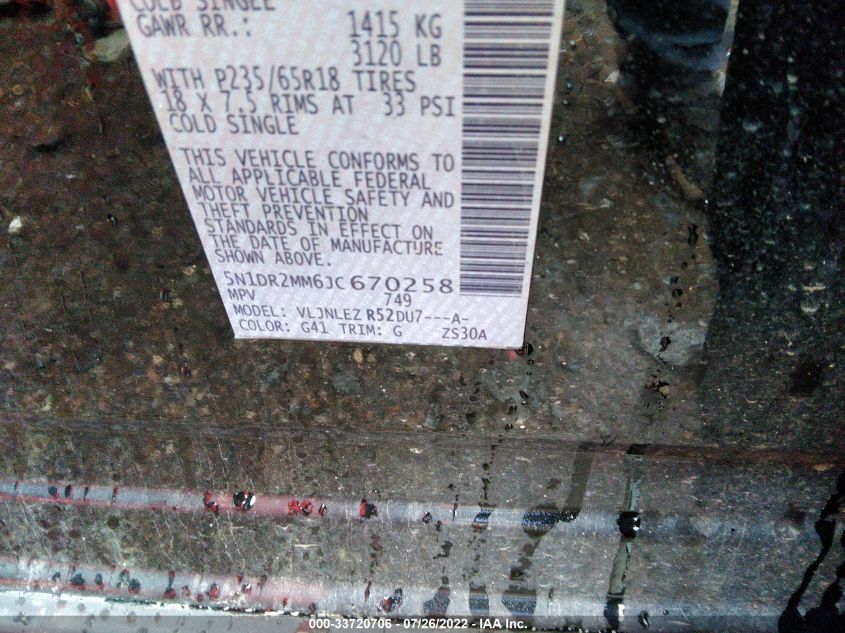 COLD SINGLE
GAWR RR.: 1415 KG
3120 LB
WITH P235/65R18 TIRES
18 X 7.5 RIMS AT 33 PSI
COLD SINGLE
THIS VEHICLE CONFORMS TO
ALL APPLICABLE FEDERAL
MOTOR VEHICLE SAFETY AND
THEFT PREVENTION
STANDARDS IN EFFECT ON
THE DATE OF MANUFACTURE
SHOWN ABOVE.
5N1DR2MM6JC670258
MPV 749
MODEL: VLJNLEZ R52DU7---A-
COLOR: G41 TRIM: G ZS30A
000-33720706 - 07/26/2022 - IAA Inc.